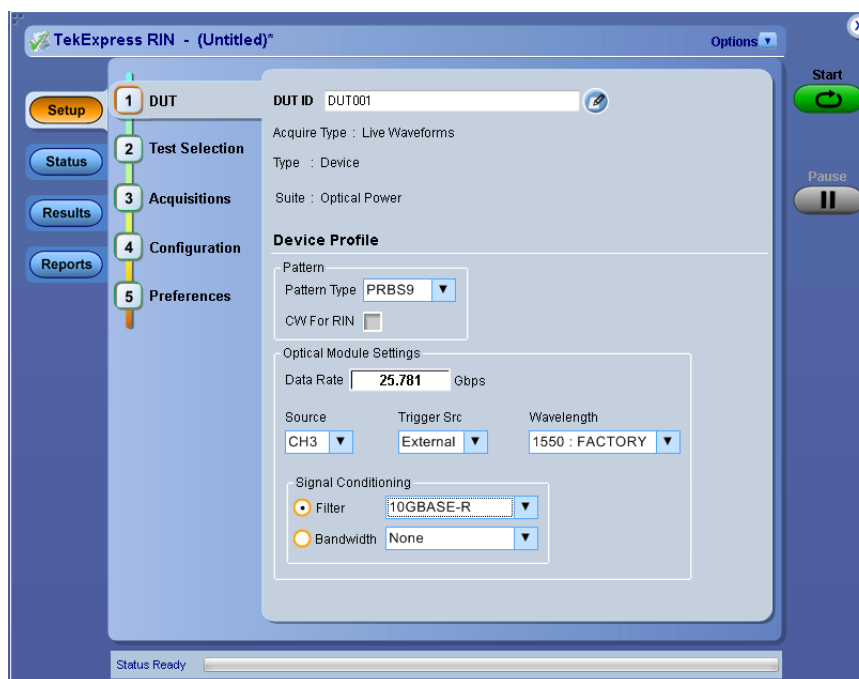 TekExpress RIN - (Untitled)*
Options
Start
Pause
Setup
Status
Results
Reports
1 DUT
2 Test Selection
3 Acquisitions
4 Configuration
5 Preferences
DUT ID DUT001
Acquire Type : Live Waveforms
Type : Device
Suite : Optical Power
Device Profile
Pattern
Pattern Type PRBS9
CW For RIN
Optical Module Settings
Data Rate 25.781 Gbps
Source Trigger Src Wavelength
CH3 External 1550 : FACTORY
Signal Conditioning
Filter 10GBASE-R
Bandwidth None
Status Ready